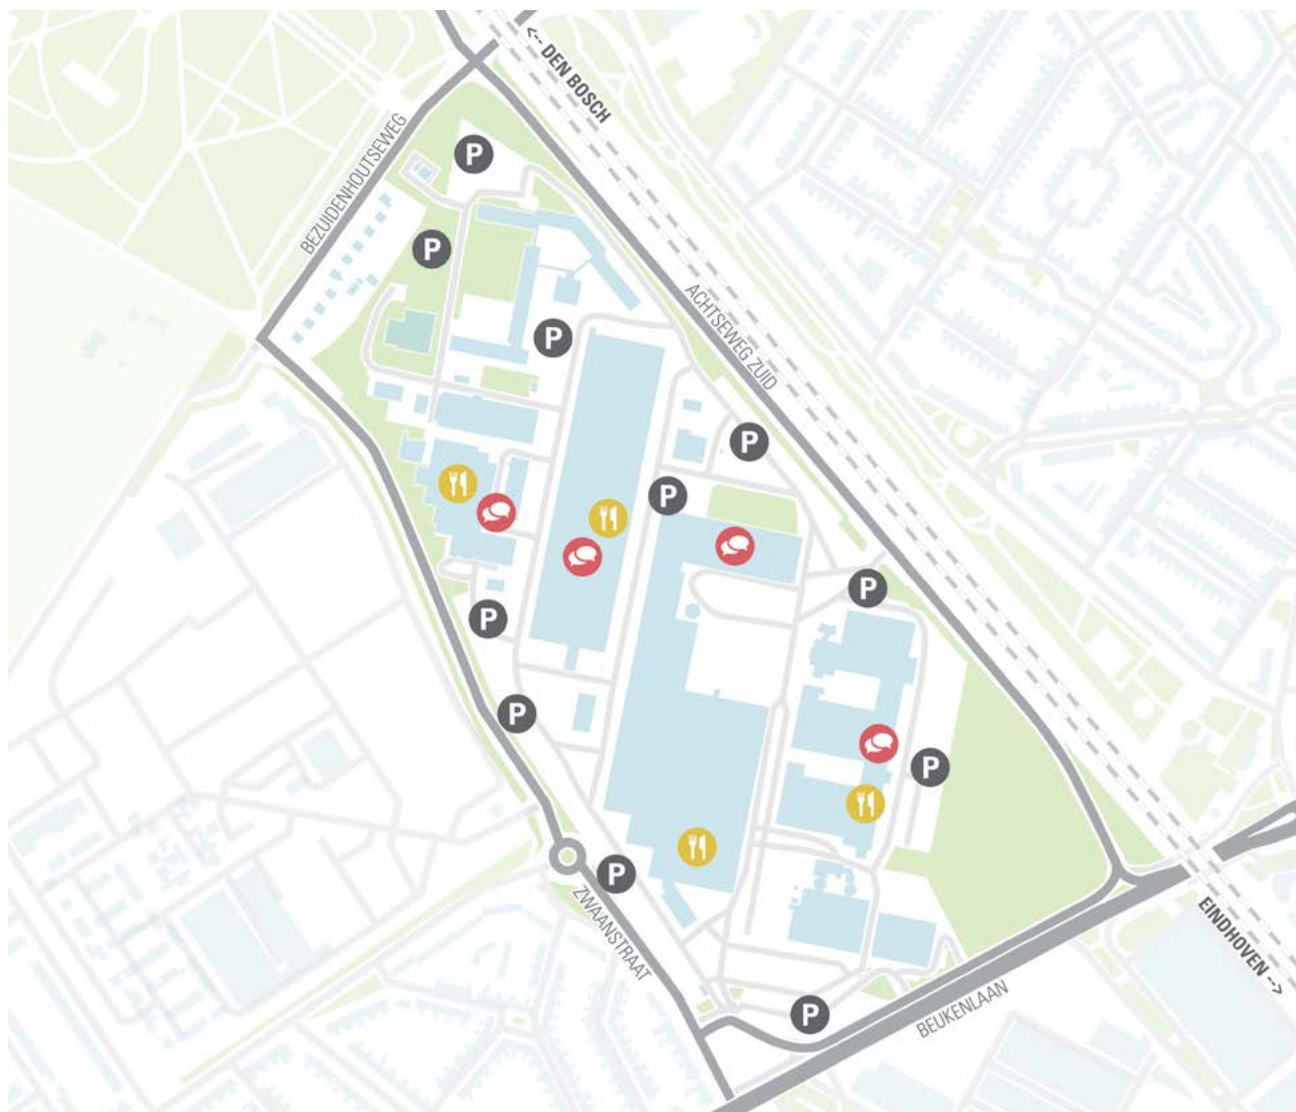 <-- DEN BOSCH
BEZUIDENHOUTSEWEG
P
P
ACHTSEWEG ZUID
P
P
P
P
P
P
P
P
ZWAANSTRAAT
EINDHOVEN -->
BEUKENLAAN
P